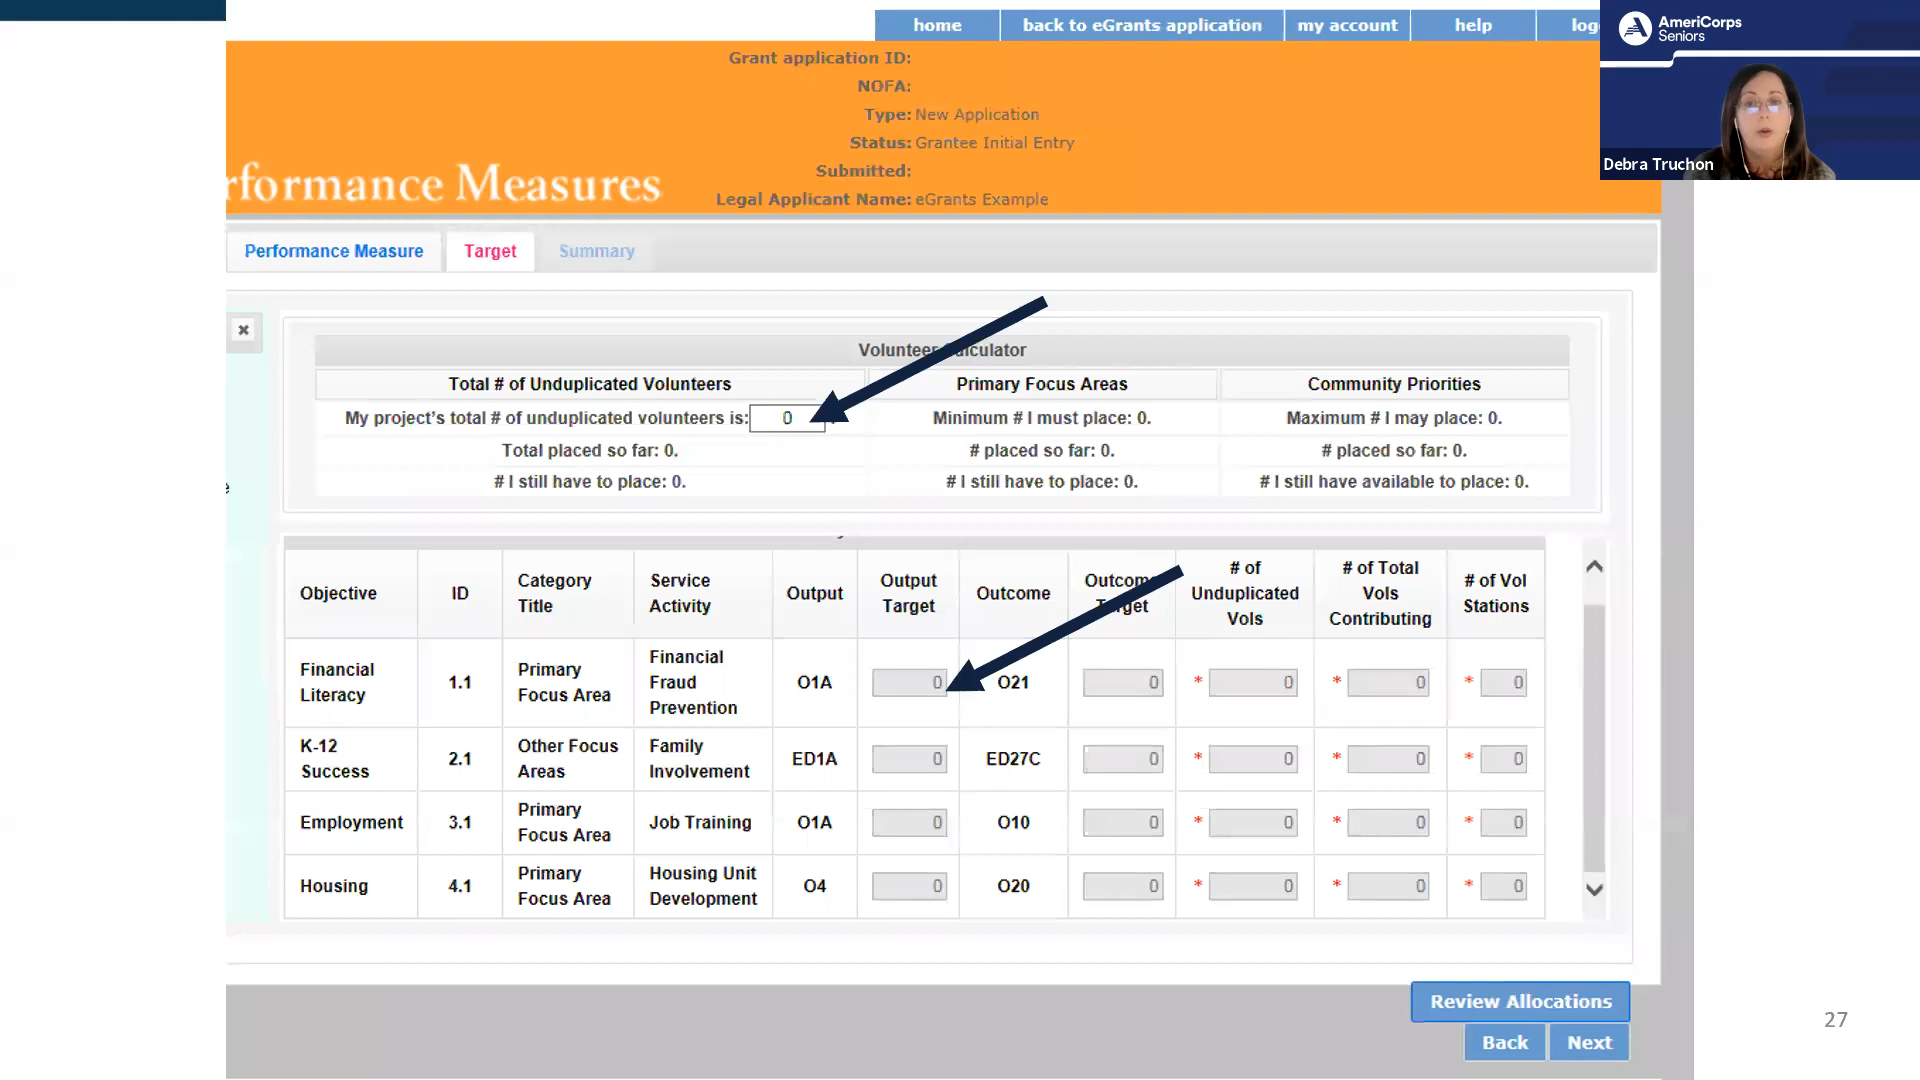 home back to eGrants application my account help
AmeriCorps
Seniors
Debra Truchon
Grant application ID:
NOFA:
Type: New Application
Status: Grantee Initial Entry
Submitted:
Legal Applicant Name: eGrants Example
rformance Measures
Performance Measure Target Summary
Total # of Unduplicated Volunteers Primary Focus Areas Community Priorities
My project's total # of unduplicated volunteers is: 0 Minimum # I must place: 0. Maximum # I may place: 0.
Total placed so far: 0. # placed so far: 0. # placed so far: 0.
# I still have to place: 0. # I still have to place: 0. # I still have available to place: 0.
Objective ID Category Title Service Activity Output Output Target Outcome Outcome Target # of Unduplicated Vols # of Total Vols Contributing # of Vol Stations
Financial Literacy 1.1 Primary Focus Area Financial Fraud Prevention O1A 0 O21 0 * 0 * 0 * 0
K-12 Success 2.1 Other Focus Areas Family Involvement ED1A 0 ED27C 0 * 0 * 0 * 0
Employment 3.1 Primary Focus Area Job Training O1A 0 O10 0 * 0 * 0 * 0
Housing 4.1 Primary Focus Area Housing Unit Development O4 0 O20 0 * 0 * 0 * 0
Review Allocations
Back Next
27